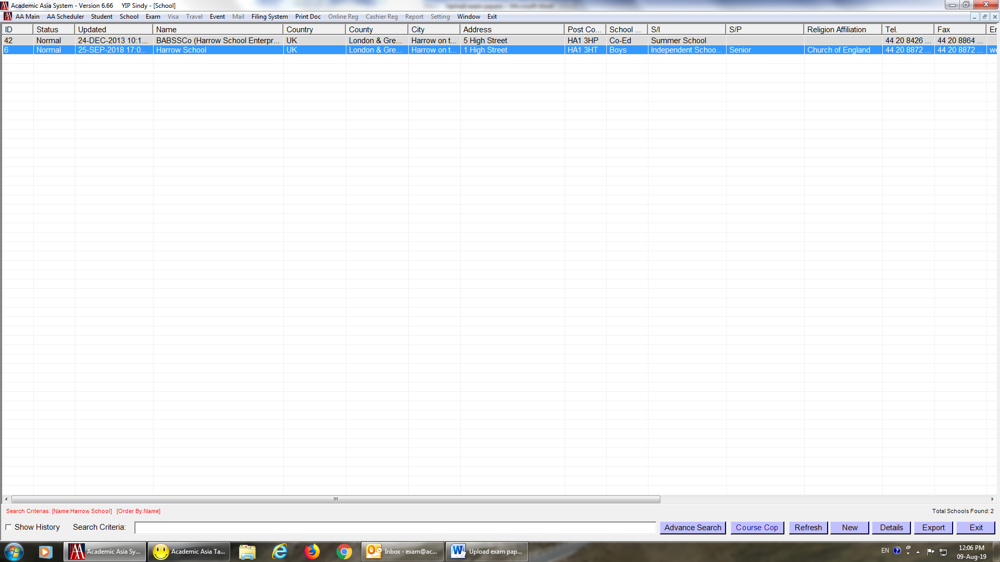 Academic Asia System - Version 6.66 YIP Sindy - [School]
AA Main AA Scheduler Student School Exam Visa Travel Event Mail Filing System Print Doc Online Reg Cashier Reg Report Setting Window Exit
ID Status Updated Name Country County City Address Post Co... School ... S/I S/P Religion Affiliation Tel. Fax
42 Normal 24-DEC-2013 10:1... BABSSCo (Harrow School Enterpr... UK London & Gre... Harrow on t... 5 High Street HA1 3HP Co-Ed Summer School 44 20 8426 ... 44 20 8864 ...
6 Normal 25-SEP-2018 17:0... Harrow School UK London & Gre... Harrow on t... 1 High Street HA1 3HT Boys Independent Schoo... Senior Church of England 44 20 8872 ... 44 20 8872 ...
Search Criterias: [Name:Harrow School] [Order By:Name] Total Schools Found: 2
Show History Search Criteria: Advance Search Course Cop Refresh New Details Export Exit
Academic Asia Sy... Academic Asia Ta... Inbox - exam@ac... Upload exam pap... EN 12:06 PM
09-Aug-19